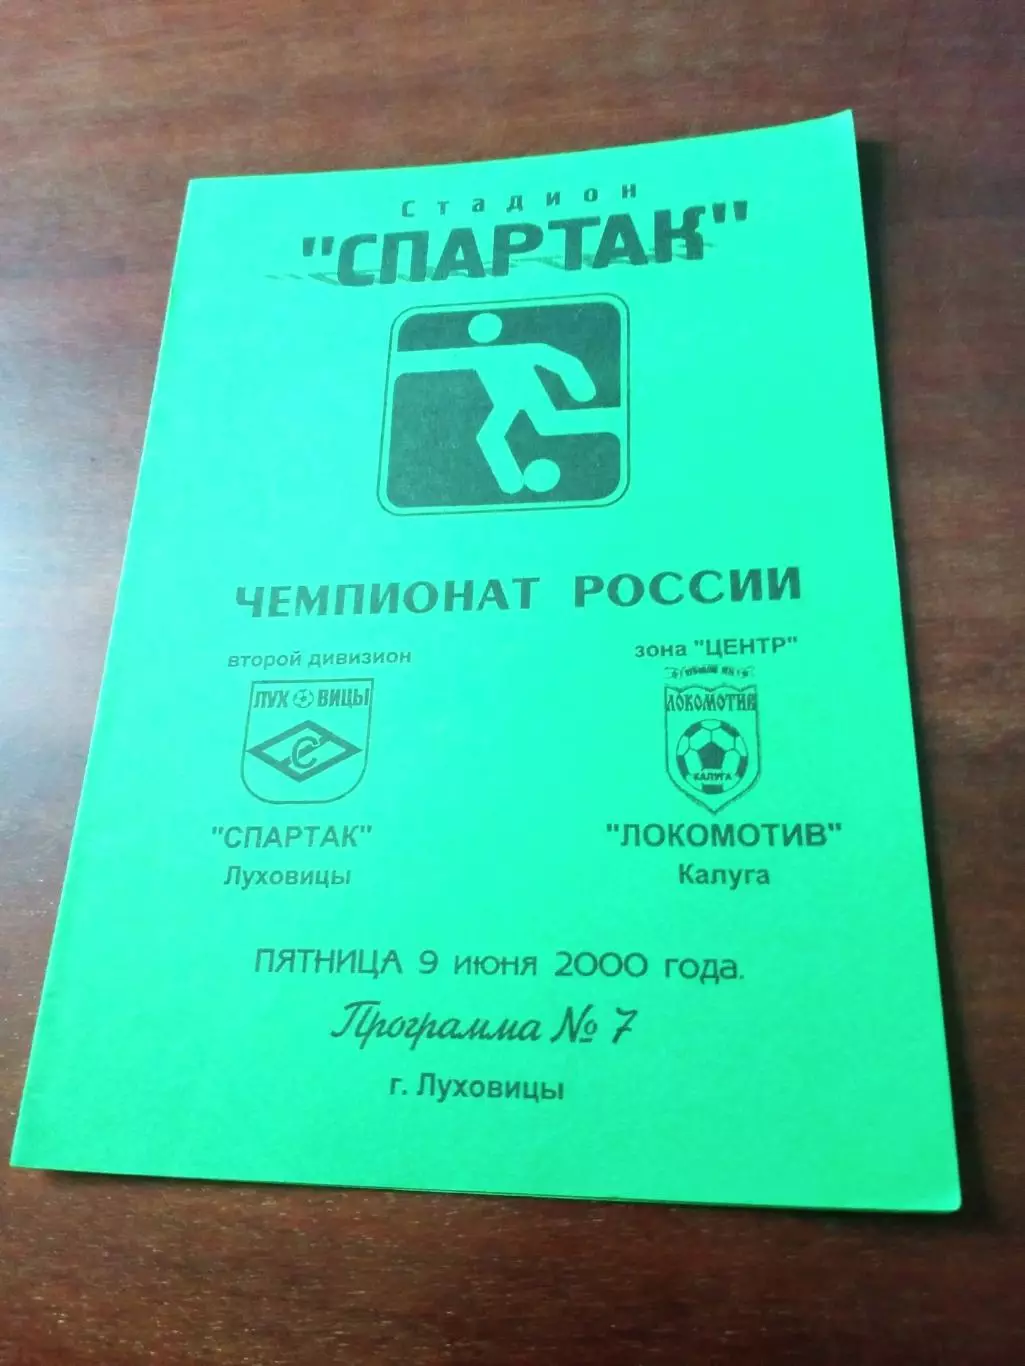 Стадион
"СПАРТАК"
ЧЕМПИОНАТ РОССИИ
второй дивизион
зона "ЦЕНТР"
ЛУХ ВИЦЫ
С
ЛОКОМОТИВ
КАЛУГА
"СПАРТАК"
Луховицы
"ЛОКОМОТИВ"
Калуга
ПЯТНИЦА 9 июня 2000 года.
Программа № 7
г. Луховицы